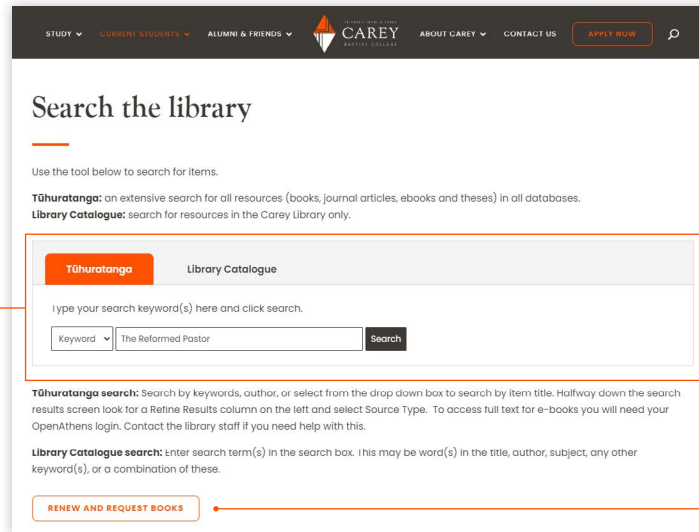 STUDY
CURRENT STUDENTS
ALUMNI & FRIENDS
CAREY
BAPTIST COLLEGE
ABOUT CAREY
CONTACT US
APPLY NOW
Search the library
Use the tool below to search for items.
Tūhuratanga: an extensive search for all resources (books, journal articles, ebooks and theses) in all databases.
Library Catalogue: search for resources in the Carey Library only.
Tūhuratanga
Library Catalogue
Type your search keyword(s) here and click search.
Keyword
The Reformed Pastor
Search
Tūhuratanga search: Search by keywords, author, or select from the drop down box to search by item title. Halfway down the search
results screen look for a Refine Results column on the left and select Source Type. To access full text for e-books you will need your
OpenAthens login. Contact the library staff if you need help with this.
Library Catalogue search: Enter search term(s) in the search box. This may be word(s) in the title, author, subject, any other
keyword(s), or a combination of these.
RENEW AND REQUEST BOOKS